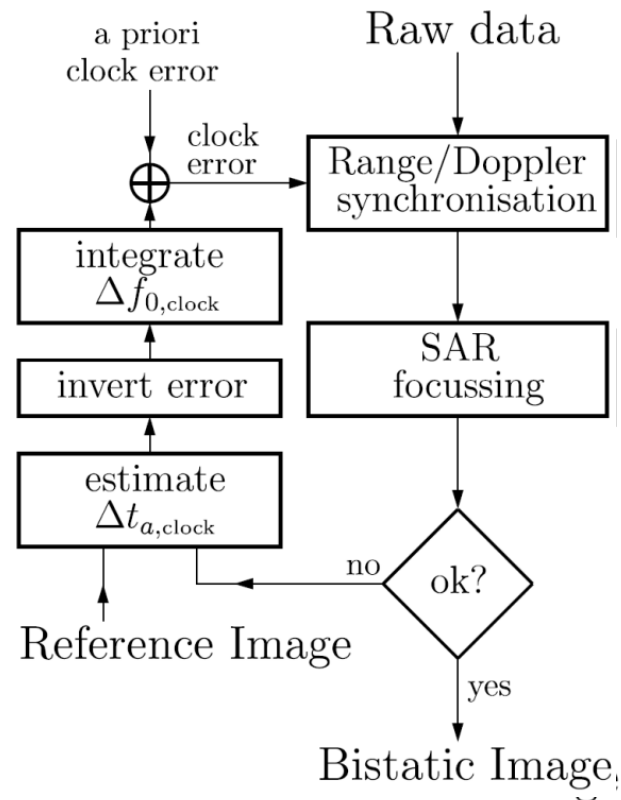 a priori
clock error
Raw data
clock
error
Range/Doppler
synchronisation
integrate
Δf₀,clock
SAR
focussing
invert error
estimate
Δtₐ,clock
no
ok?
Reference Image
yes
Bistatic Image